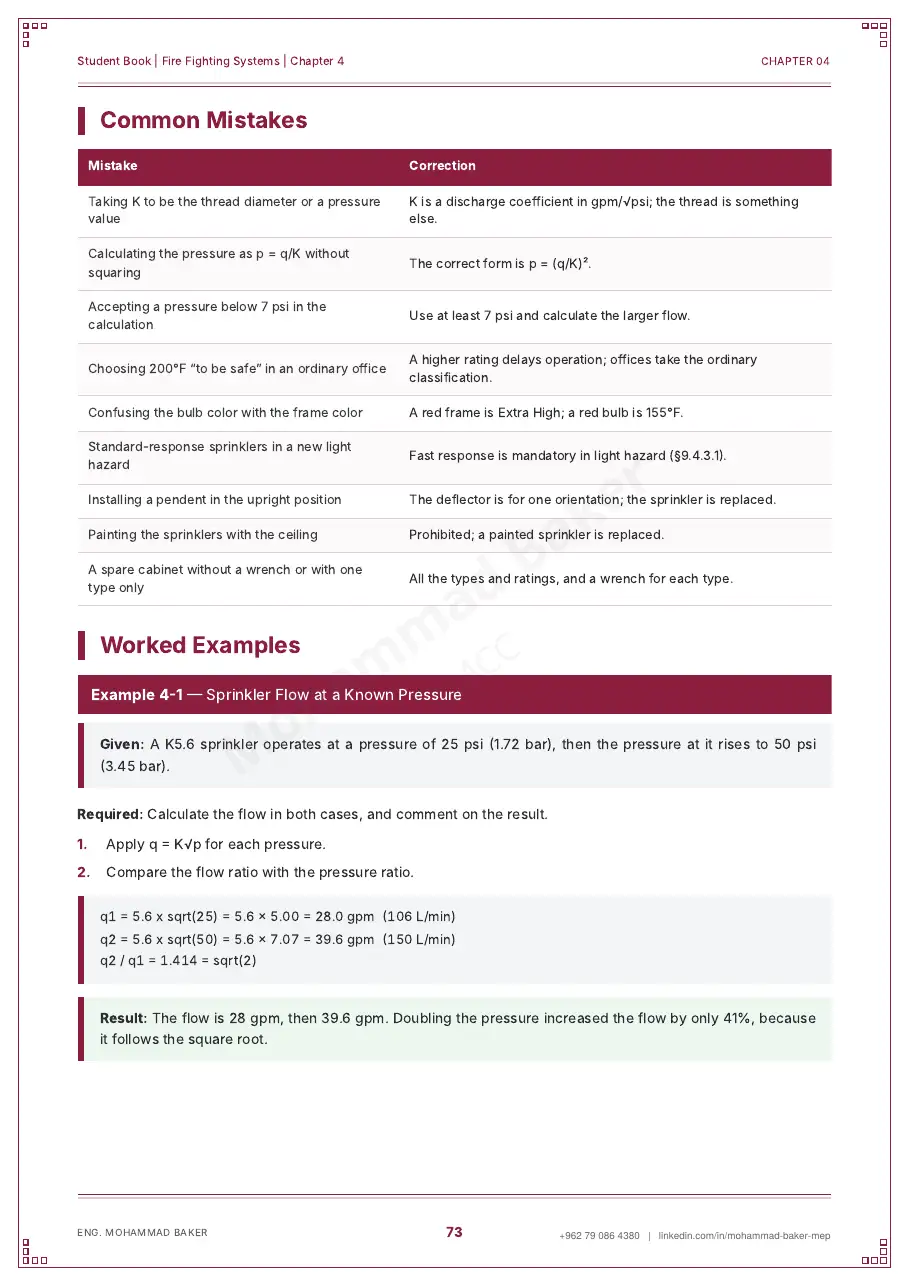 Student Book | Fire Fighting Systems | Chapter 4
CHAPTER 04
Common Mistakes
Mistake
Correction
Taking K to be the thread diameter or a pressure
value
K is a discharge coefficient in gpm/√psi; the thread is something
else.
Calculating the pressure as p = q/K without
squaring
The correct form is p = (q/K)².
Accepting a pressure below 7 psi in the
calculation
Use at least 7 psi and calculate the larger flow.
Choosing 200°F “to be safe” in an ordinary office
A higher rating delays operation; offices take the ordinary
classification.
Confusing the bulb color with the frame color
A red frame is Extra High; a red bulb is 155°F.
Standard-response sprinklers in a new light
hazard
Fast response is mandatory in light hazard (§9.4.3.1).
Installing a pendent in the upright position
The deflector is for one orientation; the sprinkler is replaced.
Painting the sprinklers with the ceiling
Prohibited; a painted sprinkler is replaced.
A spare cabinet without a wrench or with one
type only
All the types and ratings, and a wrench for each type.
Worked Examples
Example 4-1 — Sprinkler Flow at a Known Pressure
Given: A K5.6 sprinkler operates at a pressure of 25 psi (1.72 bar), then the pressure at it rises to 50 psi
(3.45 bar).
Required: Calculate the flow in both cases, and comment on the result.
1. Apply q = K√p for each pressure.
2. Compare the flow ratio with the pressure ratio.
q1 = 5.6 x sqrt(25) = 5.6 × 5.00 = 28.0 gpm (106 L/min)
q2 = 5.6 x sqrt(50) = 5.6 × 7.07 = 39.6 gpm (150 L/min)
q2 / q1 = 1.414 = sqrt(2)
Result: The flow is 28 gpm, then 39.6 gpm. Doubling the pressure increased the flow by only 41%, because
it follows the square root.
Mohammad Baker
ENG. MOHAMMAD BAKER
73
+962 79 086 4380 | linkedin.com/in/mohammad-baker-mep